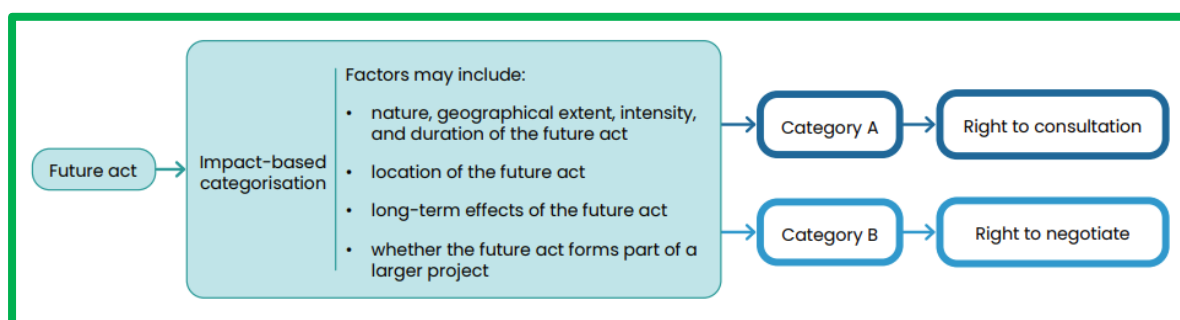 Future act
Impact-based
categorisation
Factors may include:
• nature, geographical extent, intensity,
and duration of the future act
• location of the future act
• long-term effects of the future act
• whether the future act forms part of a
larger project
Category A
Right to consultation
Category B
Right to negotiate